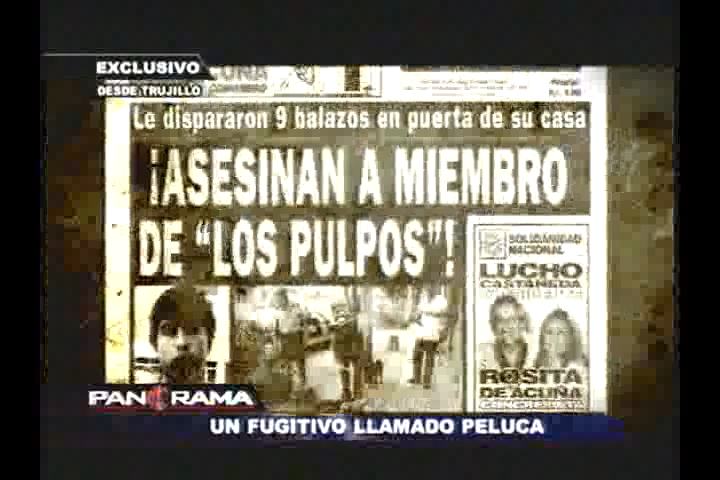 EXCLUSIVO
DESDE TRUJILLO
Le dispararon 9 balazos en puerta de su casa
¡ASESINAN A MIEMBRO
DE "LOS PULPOS"!
SOLIDARIDAD
NACIONAL
LUCHO
CASTAÑEDA
ROSITA
DE ACUÑA
CONGRESISTA
PANORAMA
UN FUGITIVO LLAMADO PELUCA